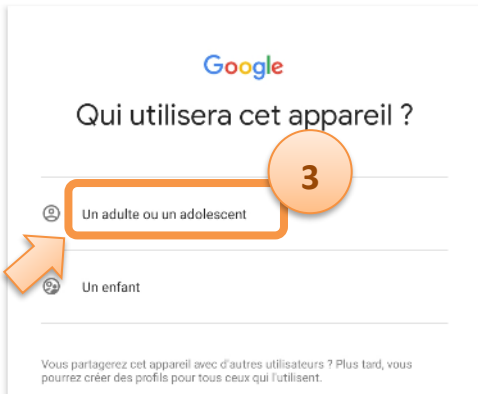 Google
Qui utilisera cet appareil ?
3
Un adulte ou un adolescent
Un enfant
Vous partagerez cet appareil avec d'autres utilisateurs ? Plus tard, vous
pourrez créer des profils pour tous ceux qui l'utilisent.